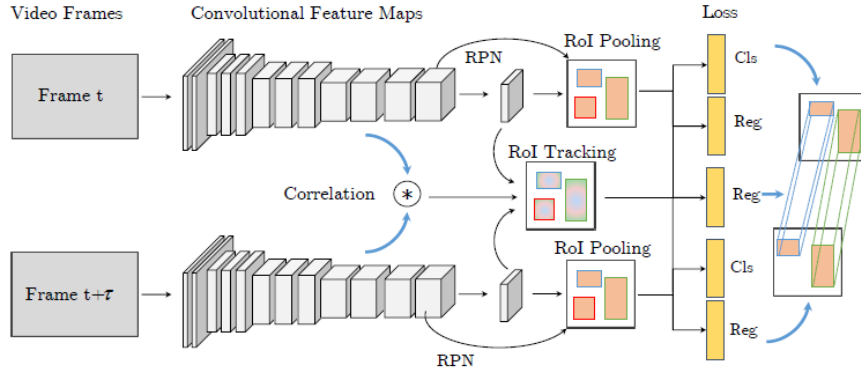 Video Frames
Convolutional Feature Maps
Loss
RoI Pooling
RPN
Cls
Frame t
Reg
RoI Tracking
Correlation
*
Reg
RoI Pooling
Cls
Frame t+τ
Reg
RPN